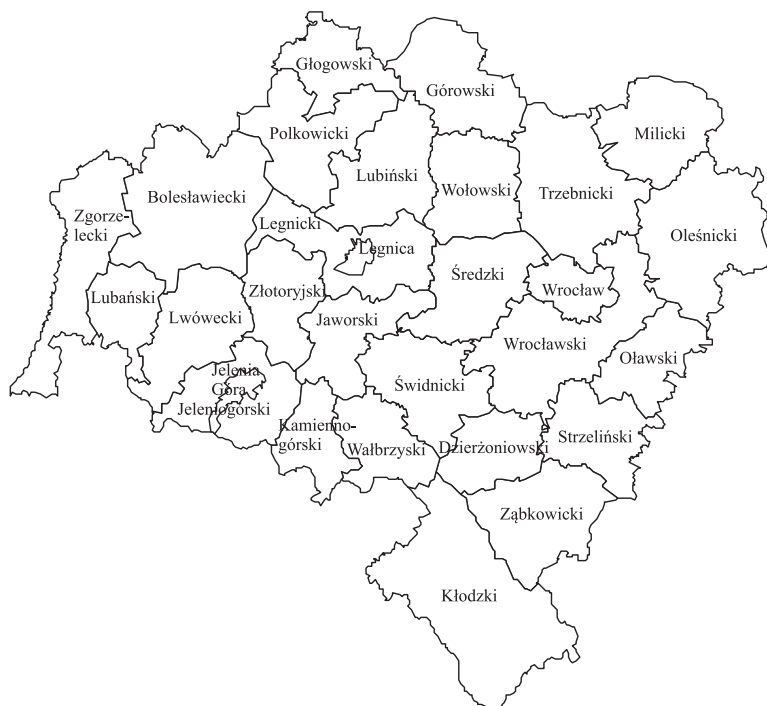 Głogowski
Górowski
Polkowicki
Milicki
Lubiński
Bolesławiecki
Wołowski
Trzebnicki
Zgorze-
lecki
Legnicki
Oleśnicki
Legnica
Średzki
Lubański
Złotoryjski
Wrocław
Lwówecki
Jaworski
Wrocławski
Oławski
Jelenia
Góra
Świdnicki
Jeleniogórski
Kamienno-
górski
Strzeliński
Wałbrzyski
Dzierżoniowski
Ząbkowicki
Kłodzki